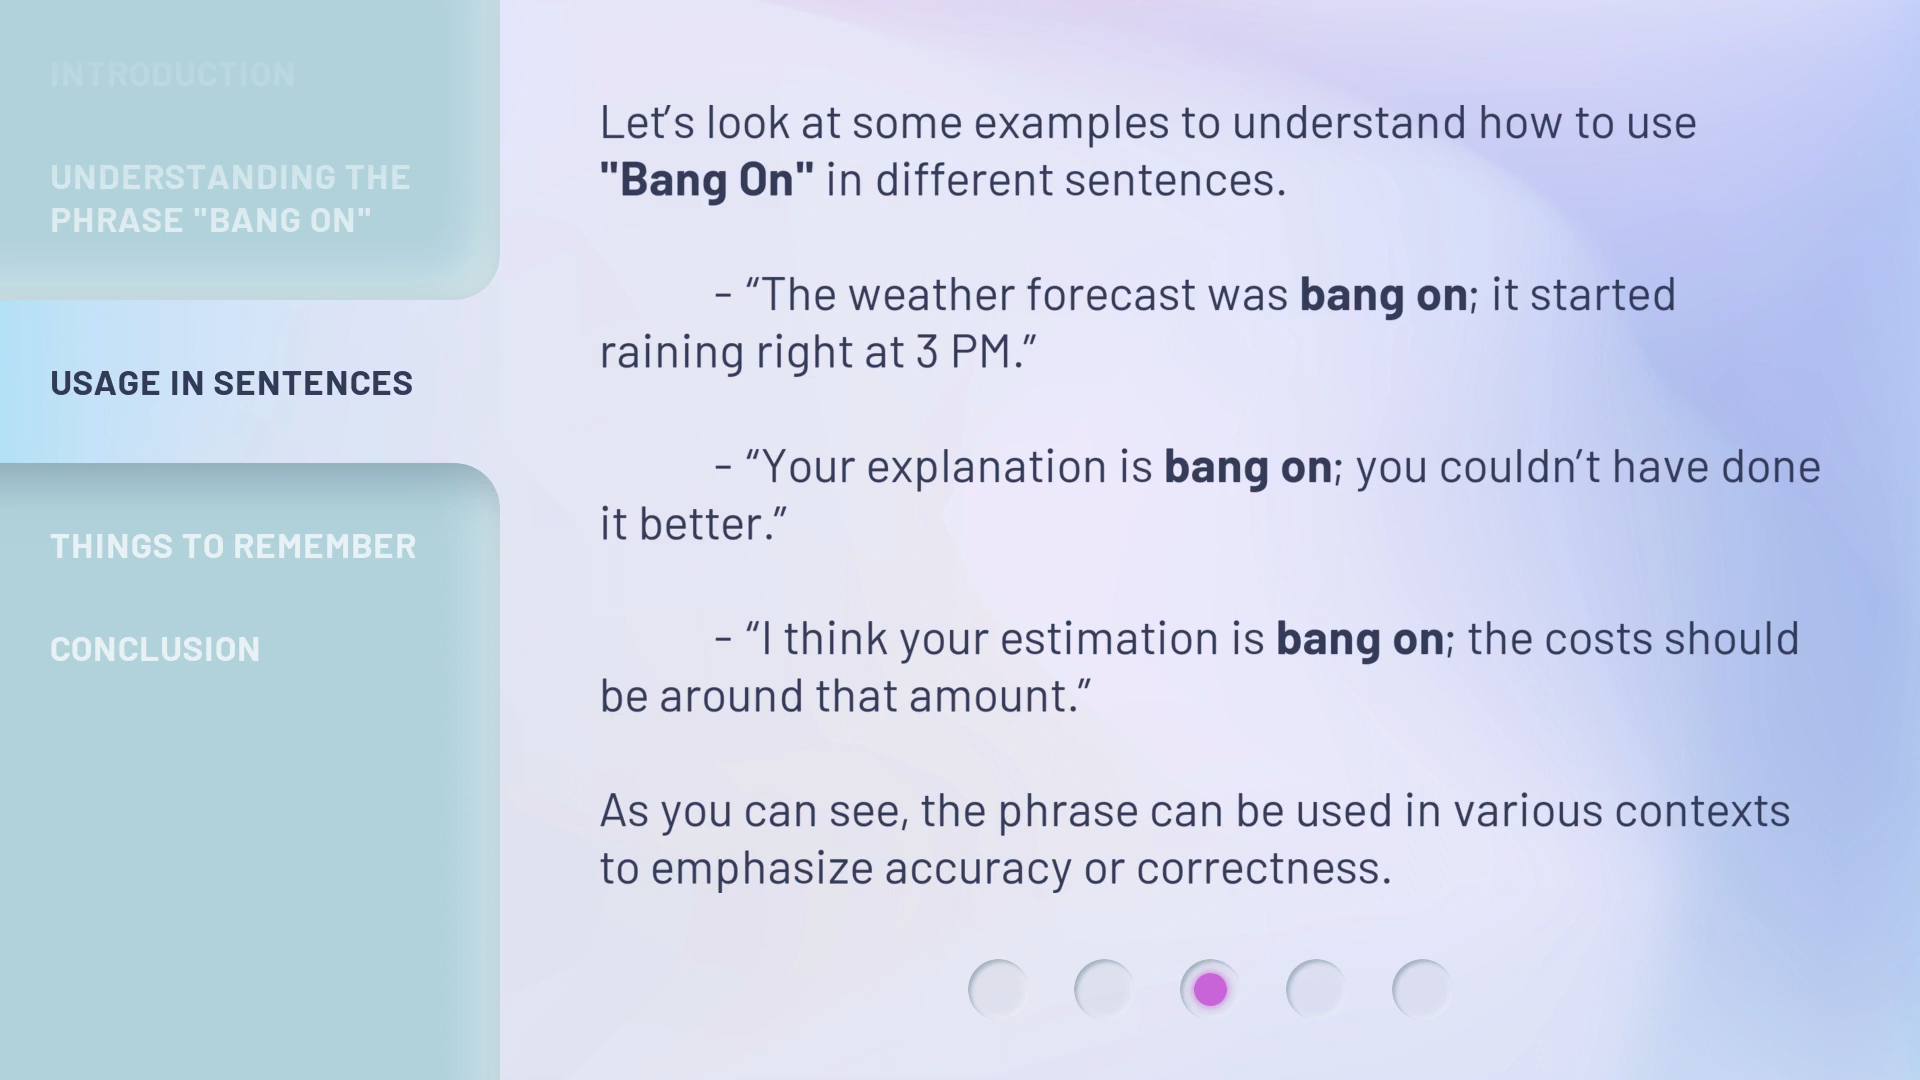 INTRODUCTION
UNDERSTANDING THE
PHRASE "BANG ON"
USAGE IN SENTENCES
THINGS TO REMEMBER
CONCLUSION
Let’s look at some examples to understand how to use
"Bang On" in different sentences.
- “The weather forecast was bang on; it started
raining right at 3 PM.”
- “Your explanation is bang on; you couldn’t have done
it better.”
- “I think your estimation is bang on; the costs should
be around that amount.”
As you can see, the phrase can be used in various contexts
to emphasize accuracy or correctness.